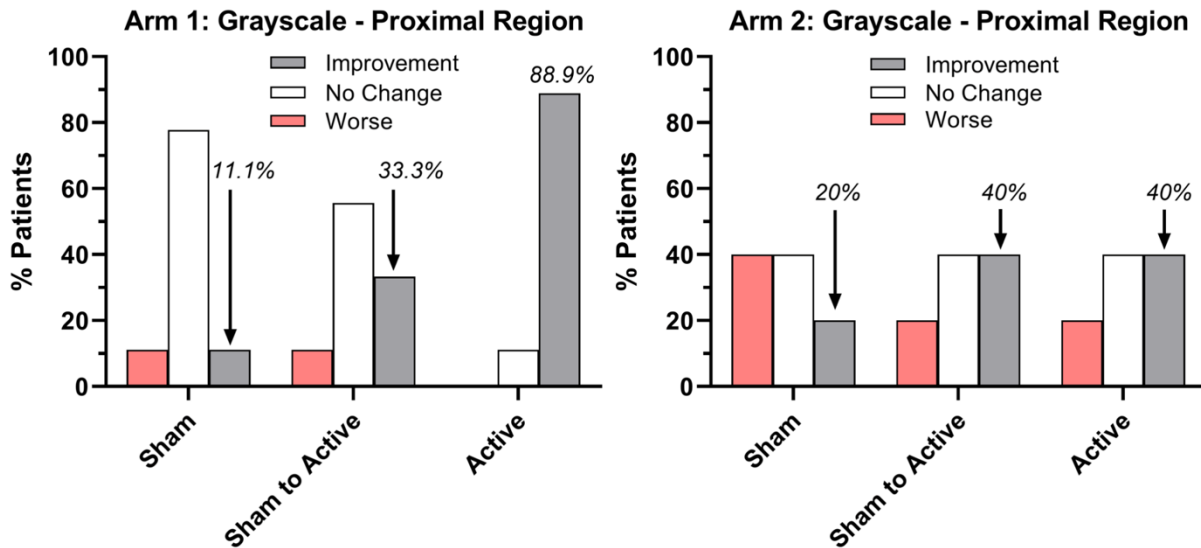 Arm 1: Grayscale - Proximal Region
100
80
60
40
20
0
% Patients
Improvement
No Change
Worse
11.1%
33.3%
88.9%
Sham
Sham to Active
Active
Arm 2: Grayscale - Proximal Region
100
80
60
40
20
0
% Patients
Improvement
No Change
Worse
20%
40%
40%
Sham
Sham to Active
Active